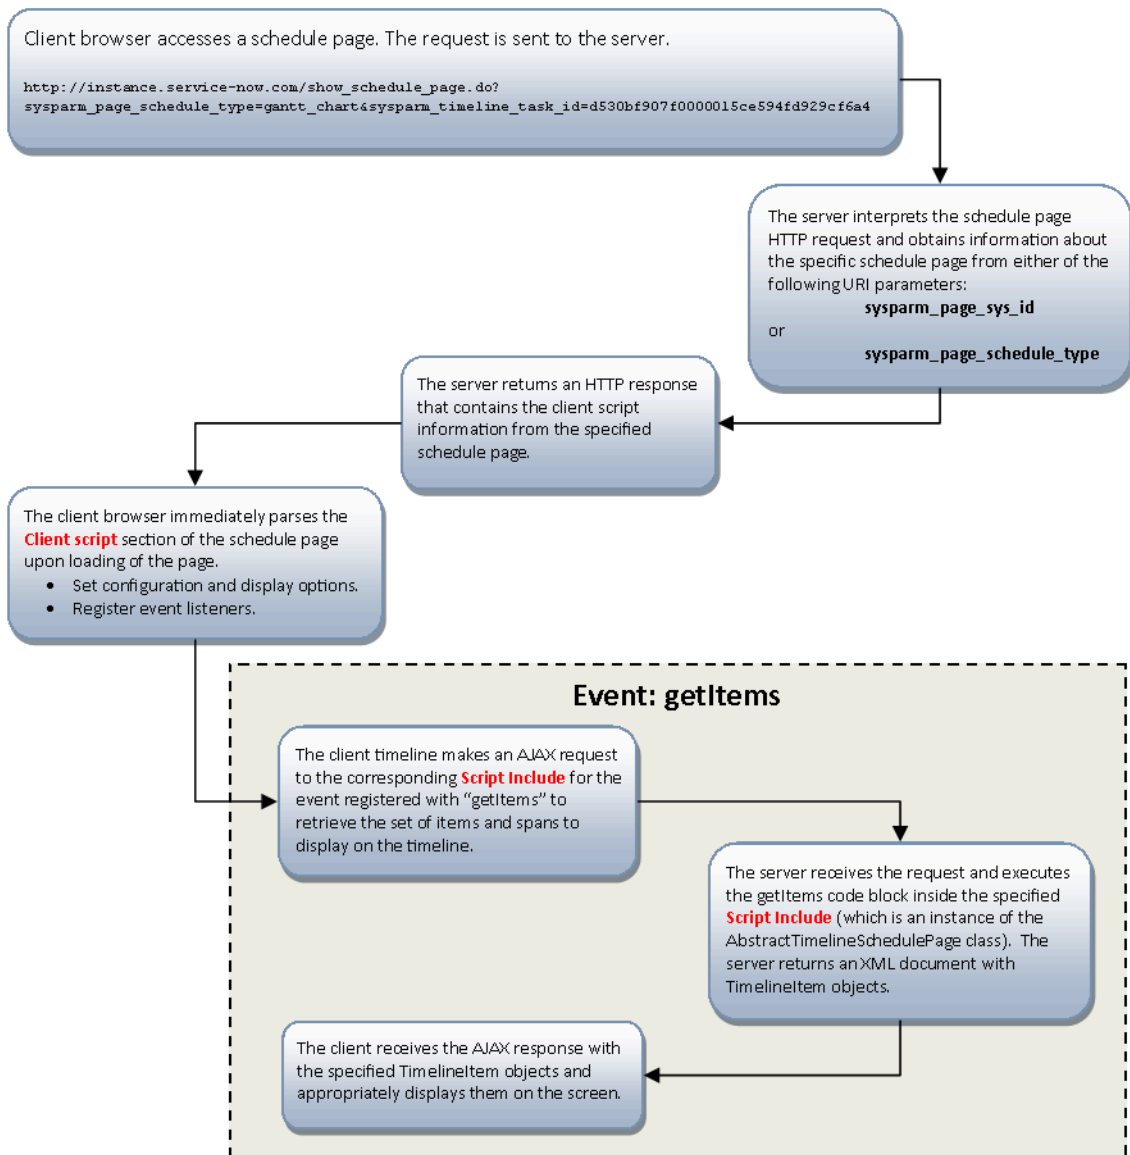 Client browser accesses a schedule page. The request is sent to the server.
http://instance.service-now.com/show_schedule_page.do?
sysparm_page_schedule_type=gantt_chart&sysparm_timeline_task_id=d530bf907f0000015ce594fd929cf6a4
The server interprets the schedule page
HTTP request and obtains information about
the specific schedule page from either of the
following URI parameters:
sysparm_page_sys_id
or
sysparm_page_schedule_type
The server returns an HTTP response
that contains the client script
information from the specified
schedule page.
The client browser immediately parses the
Client script section of the schedule page
upon loading of the page.
• Set configuration and display options.
• Register event listeners.
Event: getItems
The client timeline makes an AJAX request
to the corresponding Script Include for the
event registered with “getItems” to
retrieve the set of items and spans to
display on the timeline.
The server receives the request and executes
the getItems code block inside the specified
Script Include (which is an instance of the
AbstractTimelineSchedulePage class). The
server returns an XML document with
TimelineItem objects.
The client receives the AJAX response with
the specified TimelineItem objects and
appropriately displays them on the screen.